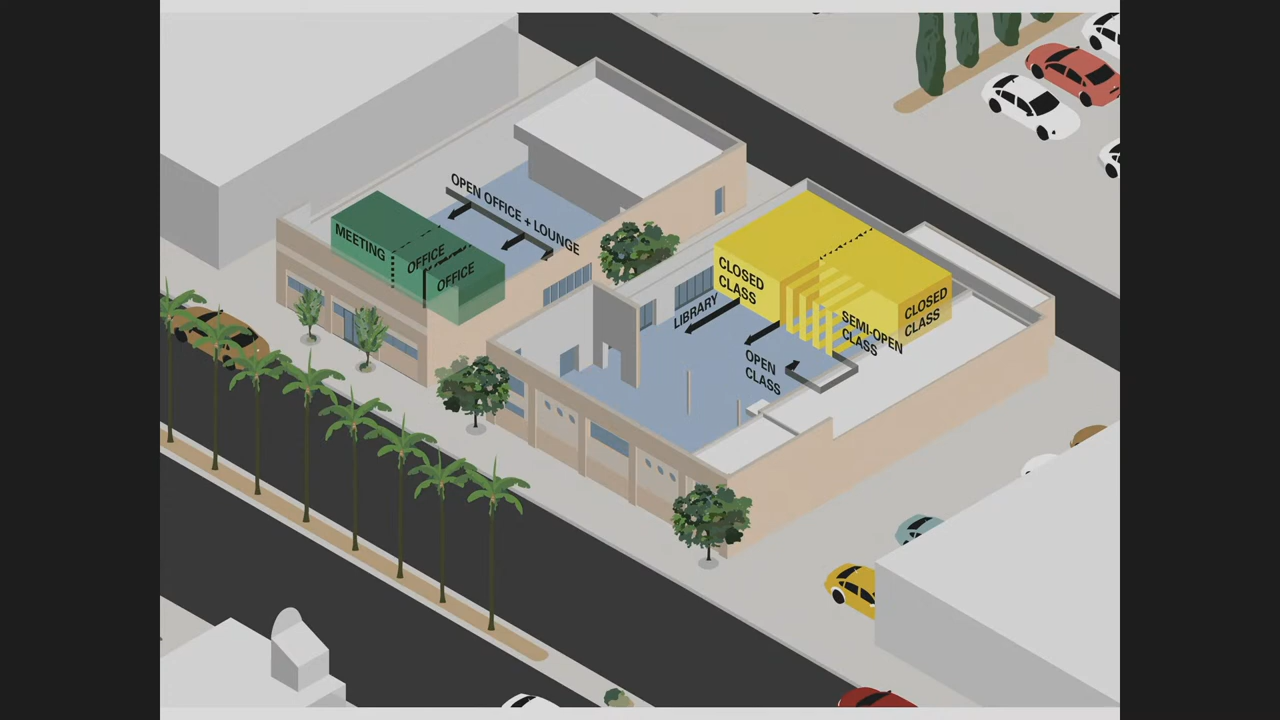 OPEN OFFICE + LOUNGE
MEETING
OFFICE
OFFICE
CLOSED
CLASS
LIBRARY
OPEN
CLASS
SEMI-OPEN
CLASS
CLOSED
CLASS